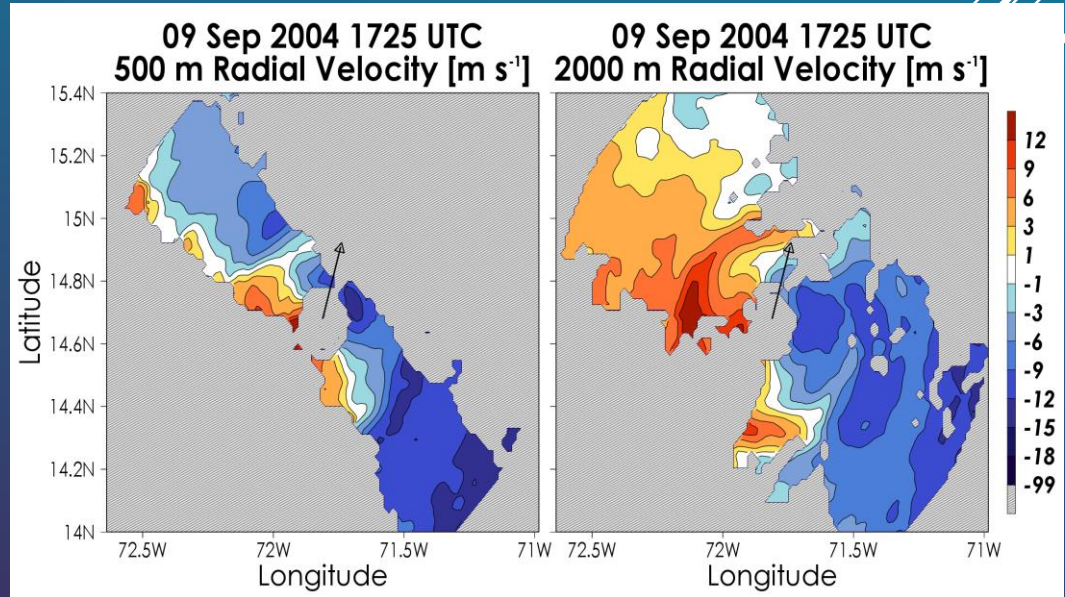 09 Sep 2004 1725 UTC
500 m Radial Velocity [m s⁻¹]
09 Sep 2004 1725 UTC
2000 m Radial Velocity [m s⁻¹]
15.4N
15.2N
15N
14.8N
14.6N
14.4N
14.2N
14N
Latitude
72.5W 72W 71.5W 71W
Longitude
72.5W 72W 71.5W 71W
Longitude
12
9
6
3
1
-1
-3
-6
-9
-12
-15
-18
-99